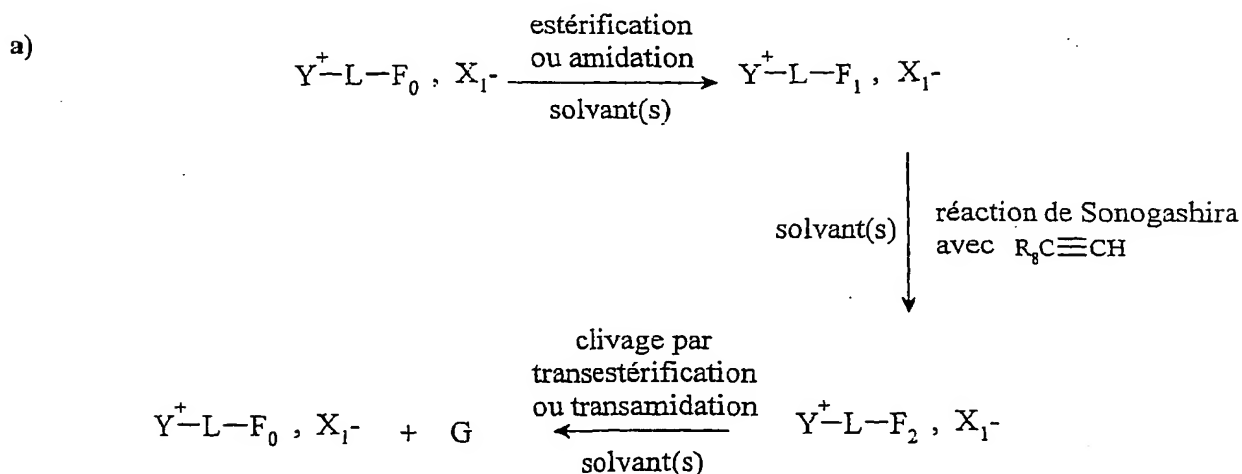 a)
estérification
ou amidation
Y⁺—L—F₀ , X₁-
Y⁺—L—F₁ , X₁-
solvant(s)
solvant(s)
réaction de Sonogashira
avec R₈C≡CH
clivage par
transestérification
ou transamidation
Y⁺—L—F₀ , X₁- + G
Y⁺—L—F₂ , X₁-
solvant(s)